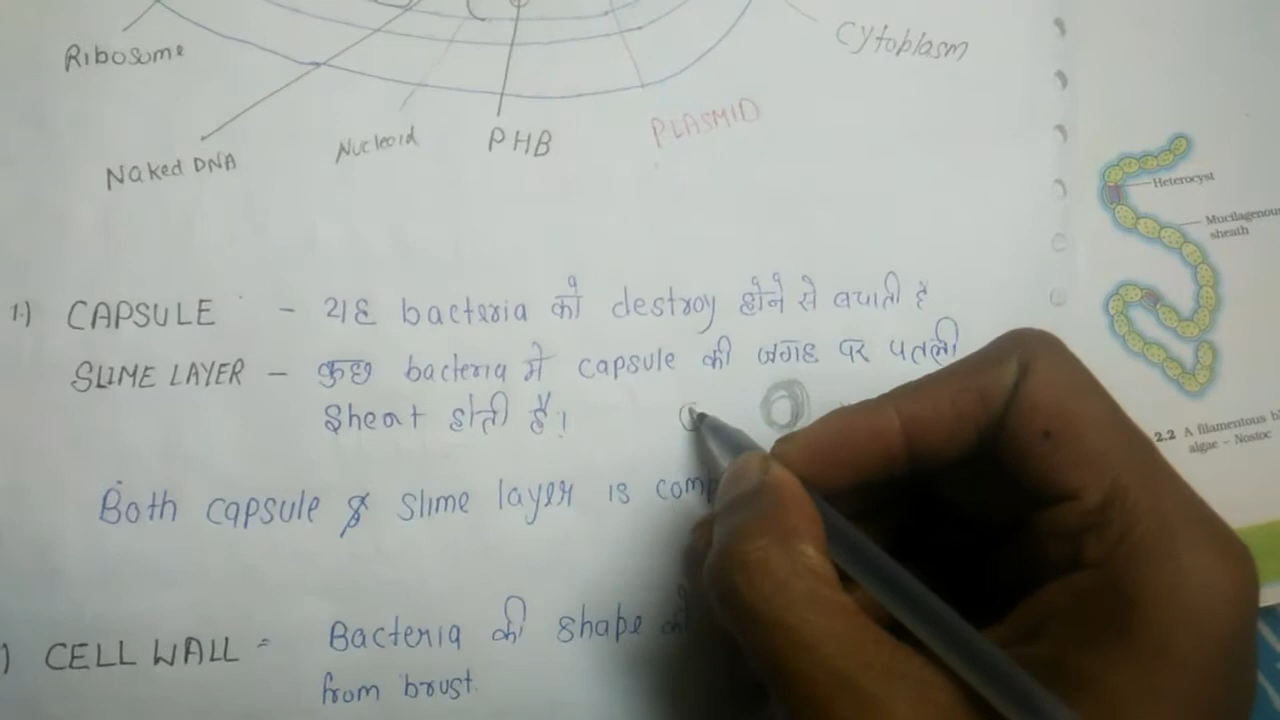 Ribosome
Cytoplasm
Naked DNA
Nucleoid
PHB
PLASMID
Heterocyst
Mucilagenous
sheath
1.) CAPSULE - यह bacteria को destroy होने से बचाती है
SLIME LAYER - कुछ bacteria मे capsule की जगह पर पतली
Sheat होती है।
2.2 A filamentous
algae – Nostoc
Both capsule & slime layer is
) CELL WALL = Bacteria की shape
from brust.